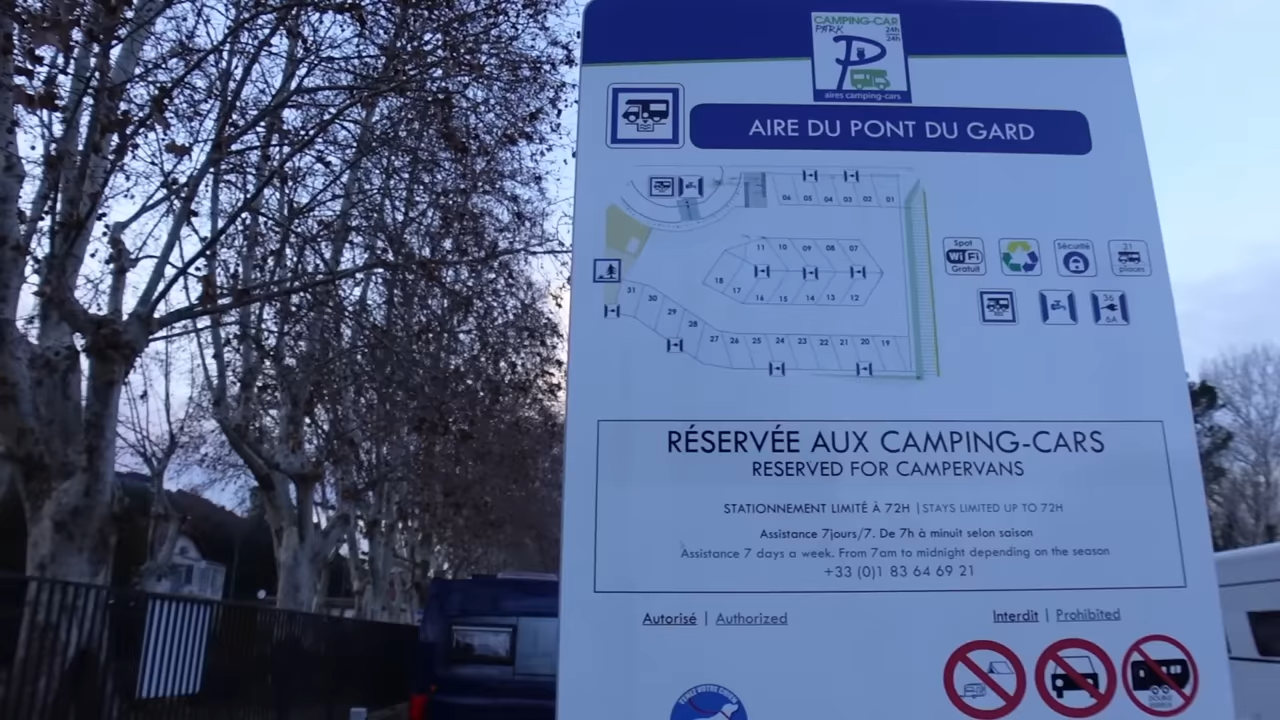 CAMPING-CAR
PARK
24h
24h
aires camping-cars
AIRE DU PONT DU GARD
06 05 04 03 02 01
11 10 09 08 07
18 17 16 15 14 13 12
31 30 29 28 27 26 25 24 23 22 21 20 19
Spot
WiFi
Gratuit
Sécurité
31
places
36
6A
RÉSERVÉE AUX CAMPING-CARS
RESERVED FOR CAMPERVANS
STATIONNEMENT LIMITÉ À 72H | STAYS LIMITED UP TO 72H
Assistance 7jours/7. De 7h à minuit selon saison
Assistance 7 days a week. From 7am to midnight depending on the season
+33 (0)1 83 64 69 21
Autorisé | Authorized
Interdit | Prohibited
TENEZ VOTRE CHIEN